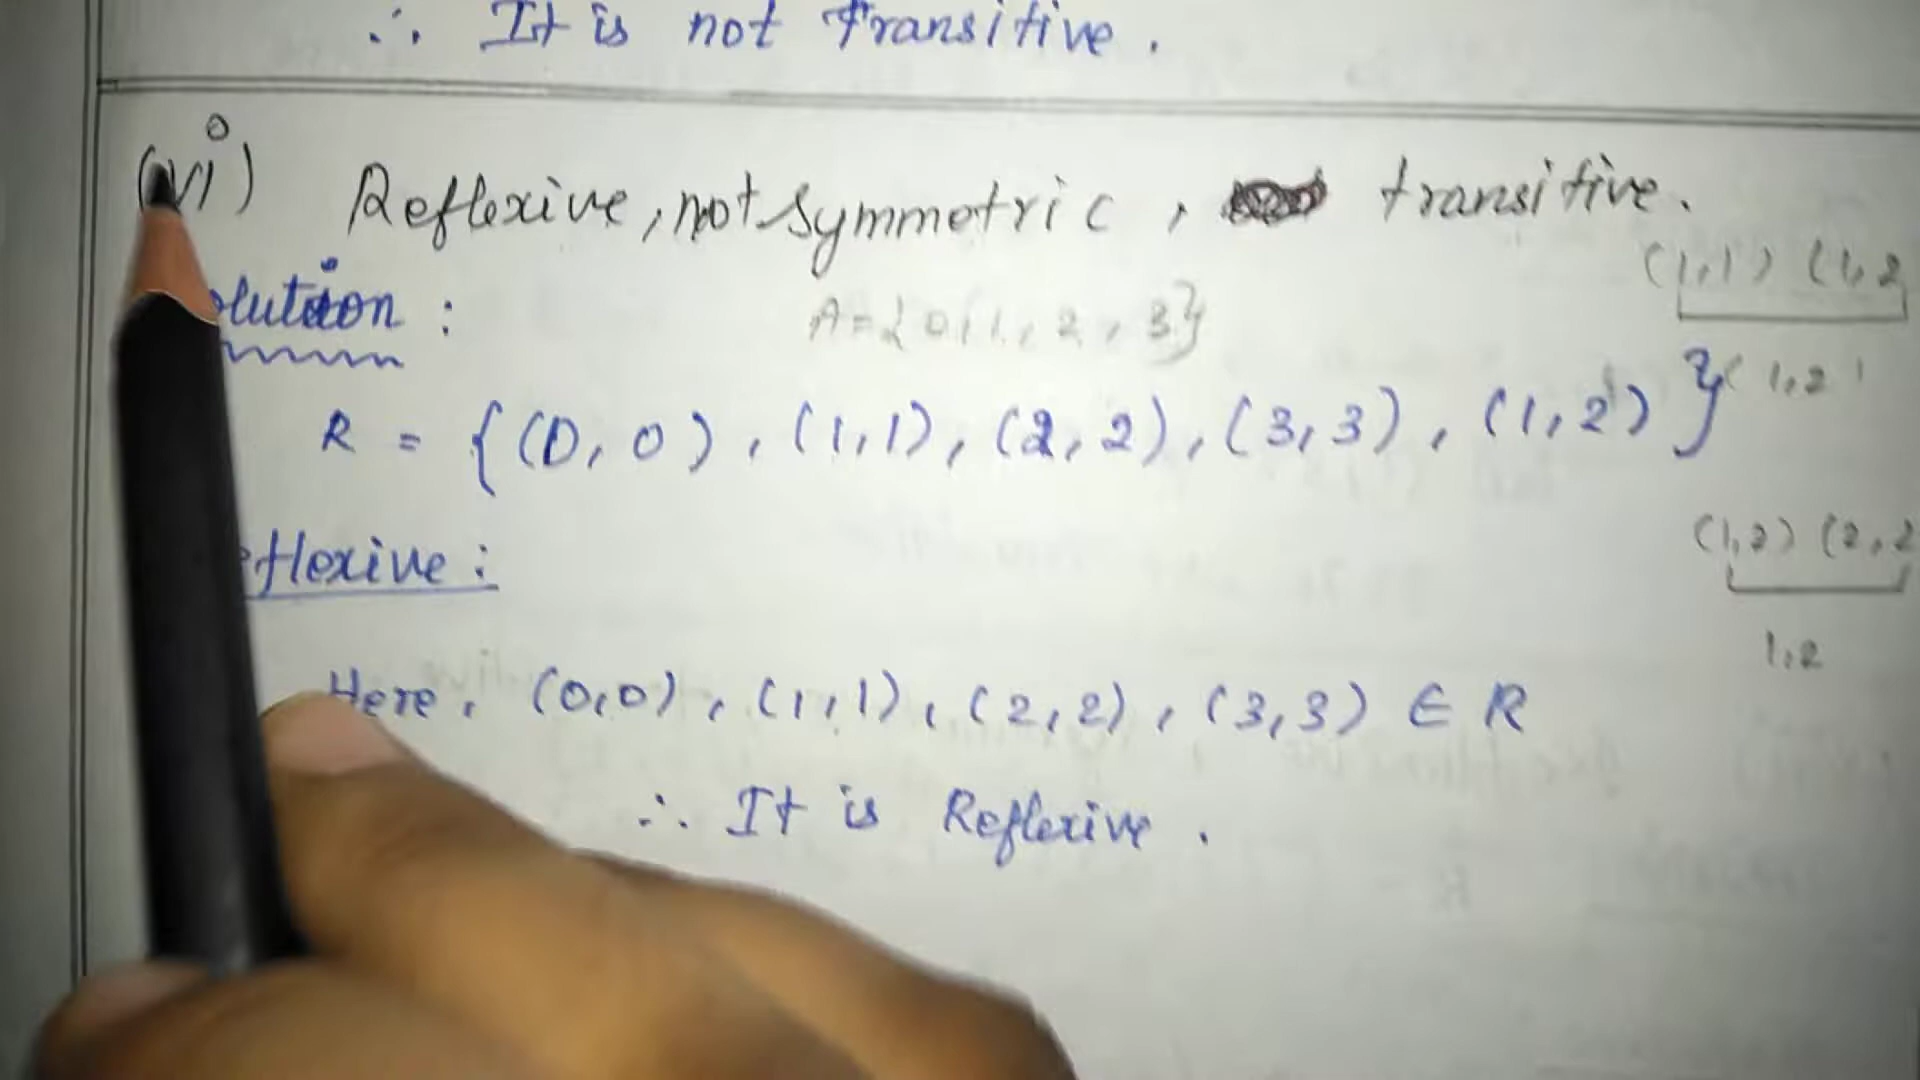 ∴ It is not transitive.
(vi) Reflexive, not symmetric, transitive.
(1,1) (1,2
olution :
A={0,1,2,3}
(1,2)
R = {(0,0), (1,1), (2,2), (3,3), (1,2)}
(1,2) (2,2
eflexive:
1,2
Here, (0,0), (1,1), (2,2), (3,3) ∈ R
∴ It is Reflexive.